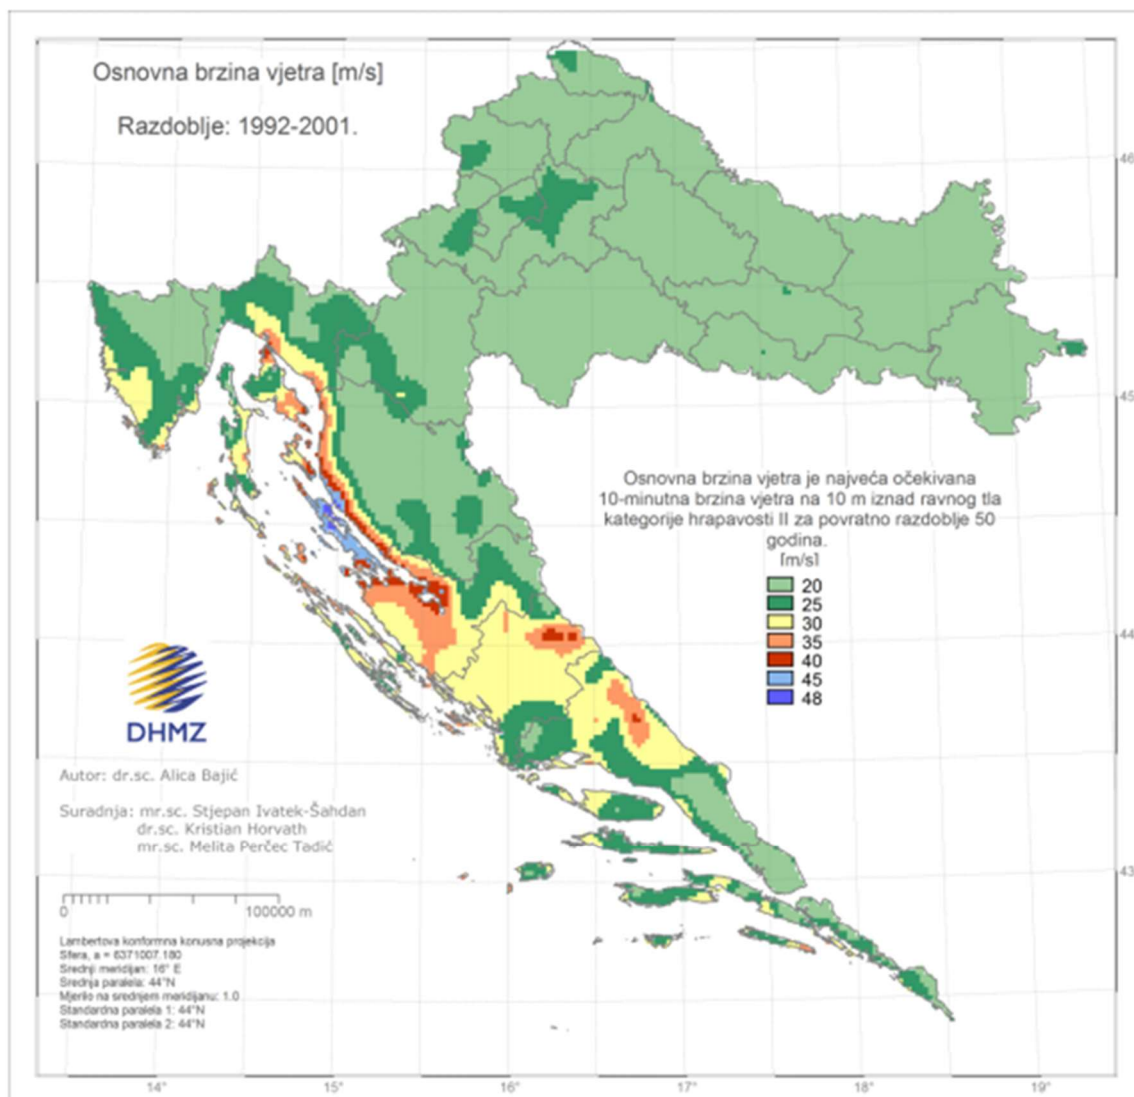 Osnovna brzina vjetra [m/s]
Razdoblje: 1992-2001.
46
45
Osnovna brzina vjetra je najveća očekivana
10-minutna brzina vjetra na 10 m iznad ravnog tla
kategorije hrapavosti II za povratno razdoblje 50
godina.
[m/s]
20
25
30
35
40
45
48
44
DHMZ
Autor: dr.sc. Alica Bajić
Suradnja: mr.sc. Stjepan Ivatek-Šahdan
dr.sc. Kristian Horvath
mr.sc. Melita Perčec Tadić
43
0 100000 m
Lambertova konformna konusna projekcija
Sfera, a = 6371007.180
Srednji meridijan: 16° E
Srednja paralela: 44°N
Mjerilo na srednjem meridijanu: 1.0
Standardna paralela 1: 44°N
Standardna paralela 2: 44°N
14° 15° 16° 17° 18° 19°